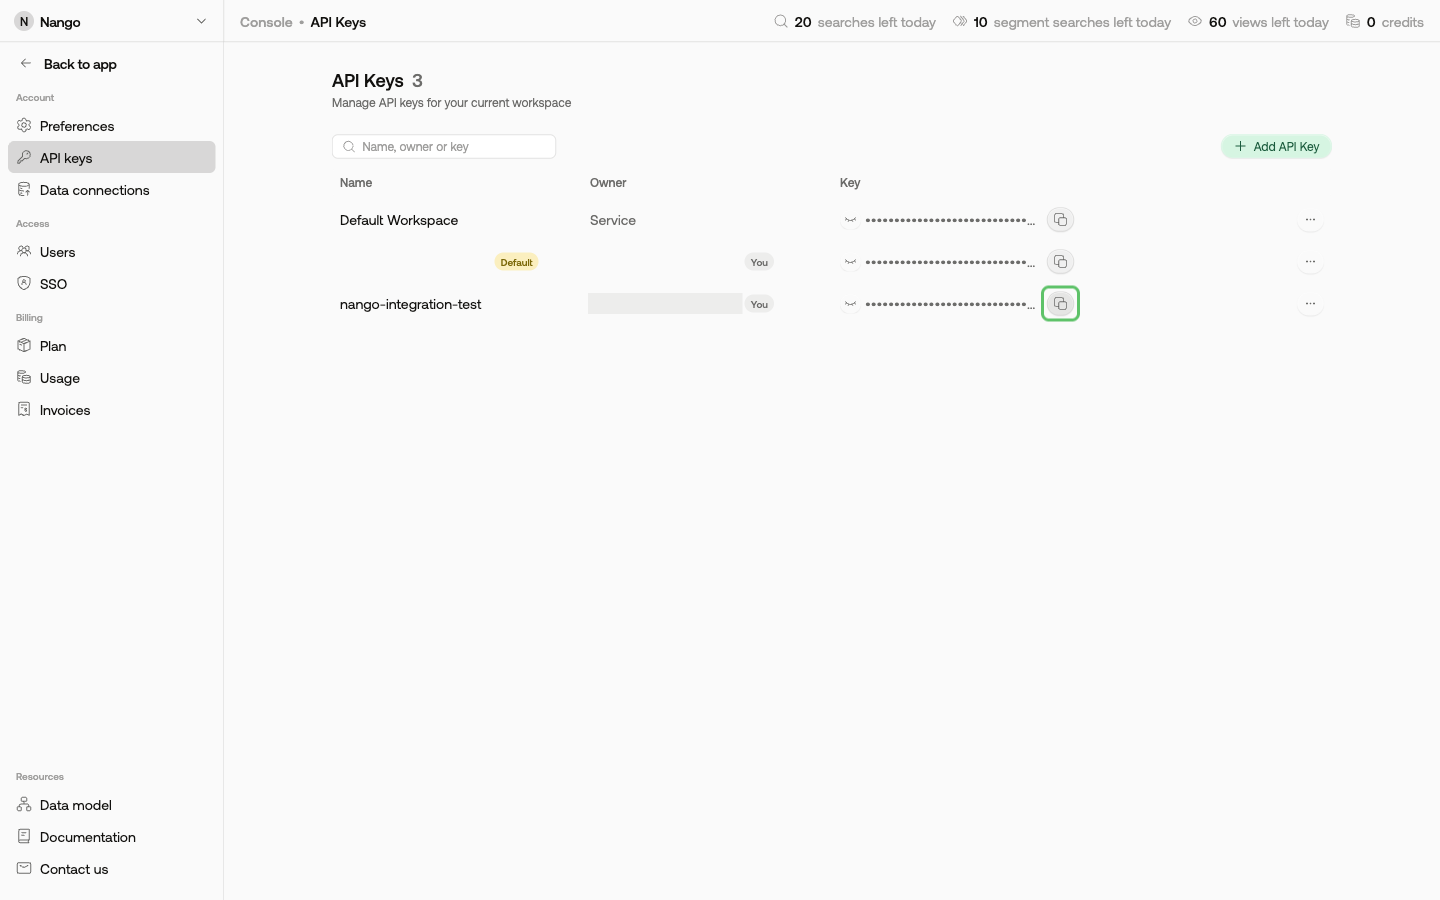 N Nango
Console • API Keys
20 searches left today
10 segment searches left today
60 views left today
0 credits
Back to app
Account
Preferences
API keys
Data connections
Access
Users
SSO
Billing
Plan
Usage
Invoices
Resources
Data model
Documentation
Contact us
API Keys 3
Manage API keys for your current workspace
Name, owner or key
Add API Key
Name Owner Key
Default Workspace Service •••••••••••••••••••••••••••...
Default You •••••••••••••••••••••••••••...
nango-integration-test You •••••••••••••••••••••••••••...